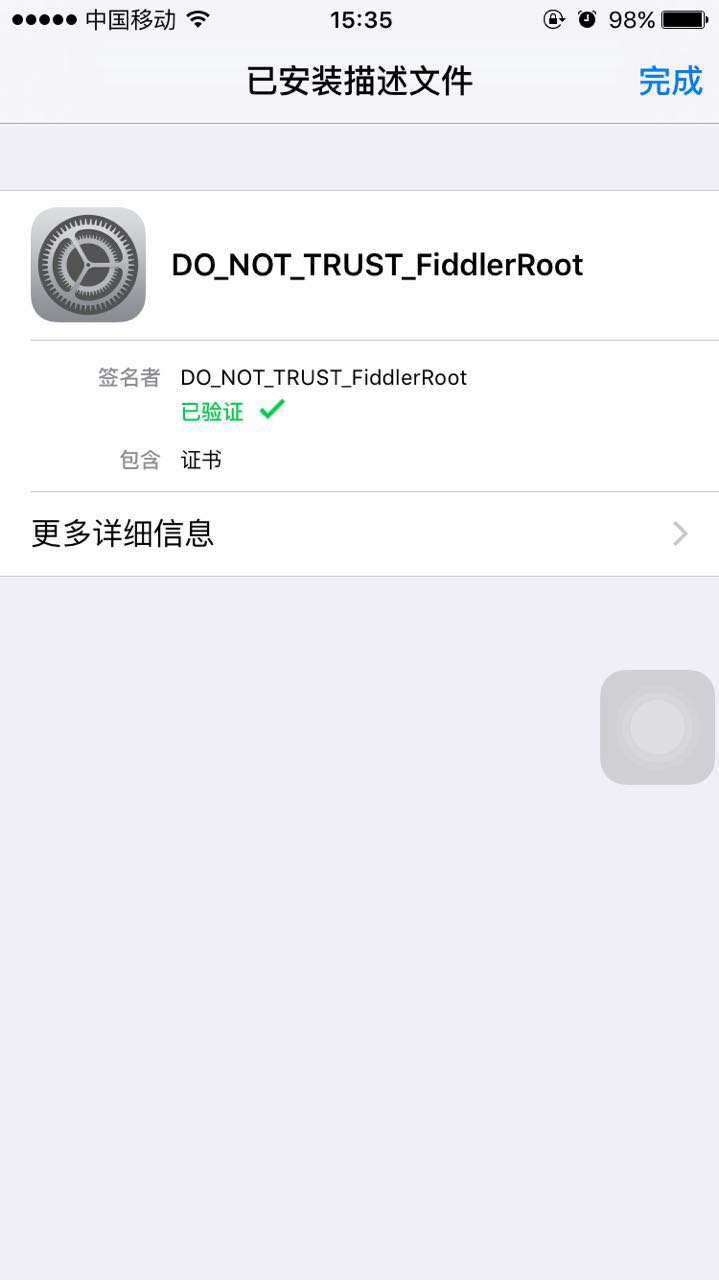 中国移动 15:35 98%
已安装描述文件 完成
DO_NOT_TRUST_FiddlerRoot
签名者 DO_NOT_TRUST_FiddlerRoot
已验证
包含 证书
更多详细信息